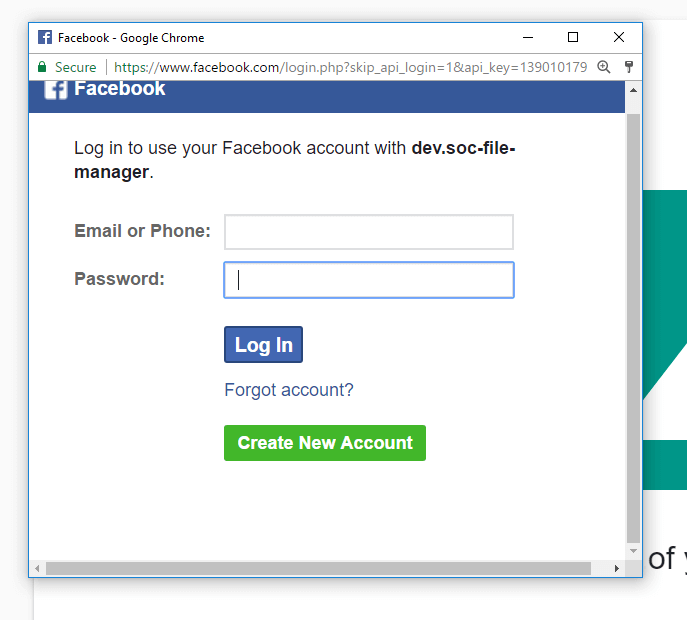 Facebook - Google Chrome
Secure https://www.facebook.com/login.php?skip_api_login=1&api_key=139010179
Facebook
Log in to use your Facebook account with dev.soc-file-
manager.
Email or Phone:
Password:
Log In
Forgot account?
Create New Account
of